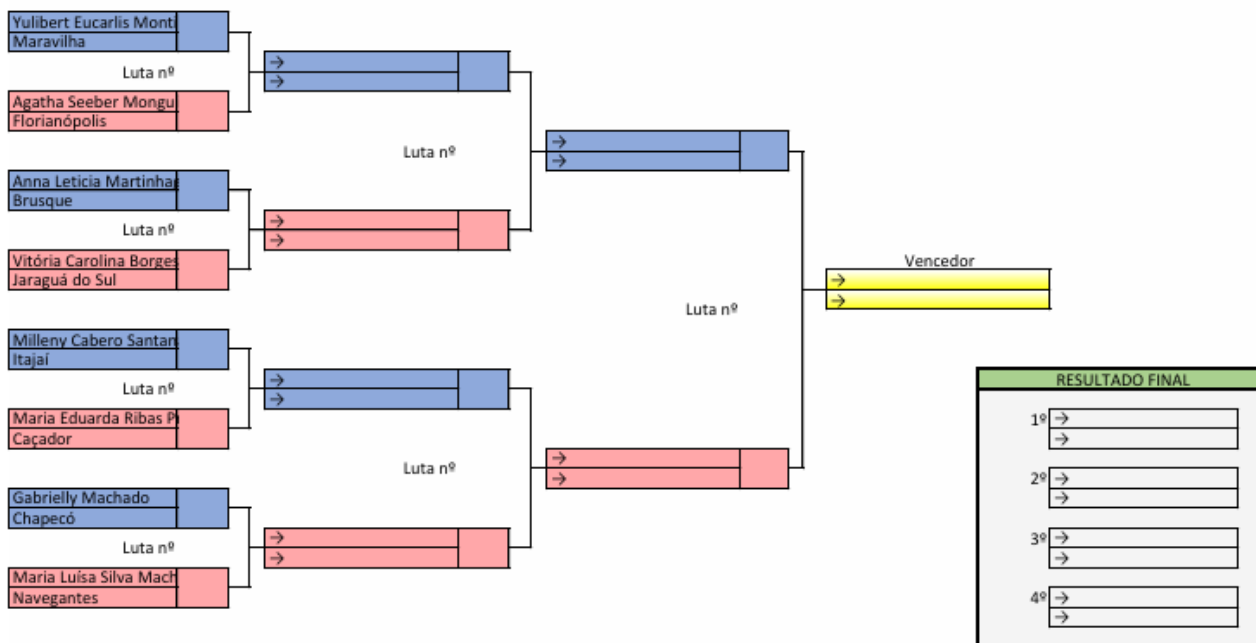 Yulibert Eucarlis Monti
Maravilha
Luta nº
→
→
Agatha Seeber Mongu
Florianópolis
Luta nº
→
→
Anna Leticia Martinha
Brusque
Luta nº
→
→
Vitória Carolina Borges
Jaraguá do Sul
Vencedor
→
→
Luta nº
Milleny Cabero Santan
Itajaí
Luta nº
→
→
Maria Eduarda Ribas P
Caçador
Luta nº
→
→
Gabrielly Machado
Chapecó
Luta nº
→
→
Maria Luísa Silva Mach
Navegantes
RESULTADO FINAL
1º →
→
2º →
→
3º →
→
4º →
→